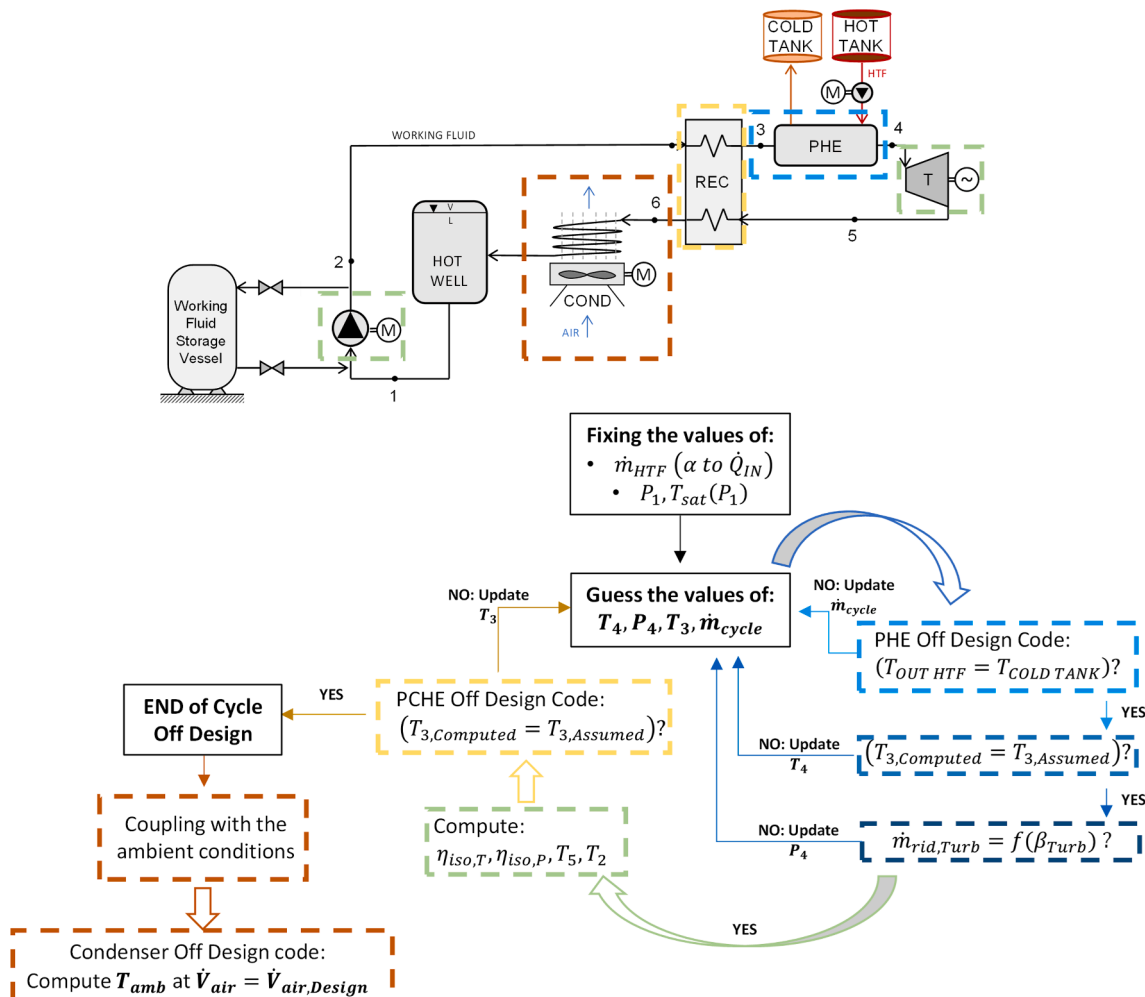 COLD
TANK
HOT
TANK
HTF
M
WORKING FLUID
3
PHE
4
REC
T
~
6
5
V
L
HOT
WELL
2
M
COND
AIR
Working
Fluid
Storage
Vessel
M
1
Fixing the values of:
• ṁ_HTF (α to Q̇_IN)
• P_1, T_sat(P_1)
NO: Update
T_3
Guess the values of:
T_4, P_4, T_3, ṁ_cycle
NO: Update
ṁ_cycle
PHE Off Design Code:
(T_OUT HTF = T_COLD TANK)?
YES
END of Cycle
Off Design
YES
PCHE Off Design Code:
(T_3,Computed = T_3,Assumed)?
NO: Update
T_4
(T_3,Computed = T_3,Assumed)?
YES
Coupling with the
ambient conditions
Compute:
η_iso,T, η_iso,P, T_5, T_2
NO: Update
P_4
ṁ_rid,Turb = f(β_Turb) ?
YES
Condenser Off Design code:
Compute T_amb at V̇_air = V̇_air,Design